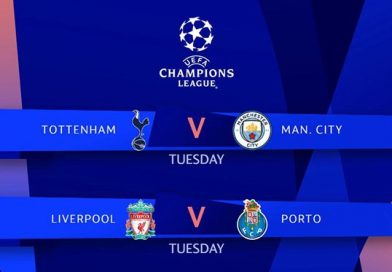 UEFA
CHAMPIONS
LEAGUE
TOTTENHAM V MAN. CITY
TUESDAY
LIVERPOOL V PORTO
TUESDAY